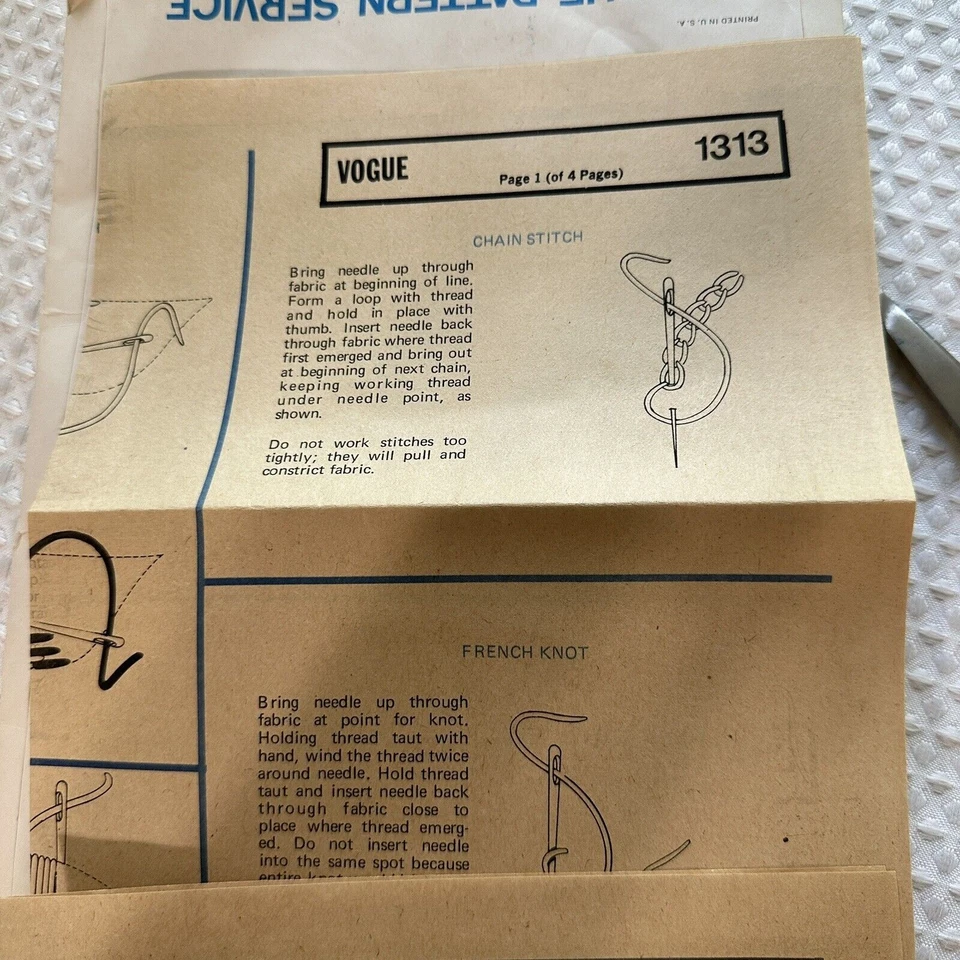 PATTERN SERVICE
PRINTED IN U.S.A.
VOGUE
1313
Page 1 (of 4 Pages)
CHAIN STITCH
Bring needle up through
fabric at beginning of line.
Form a loop with thread
and hold in place with
thumb. Insert needle back
through fabric where thread
first emerged and bring out
at beginning of next chain,
keeping working thread
under needle point, as
shown.
Do not work stitches too
tightly; they will pull and
constrict fabric.
FRENCH KNOT
Bring needle up through
fabric at point for knot.
Holding thread taut with
hand, wind the thread twice
around needle. Hold thread
taut and insert needle back
through fabric close to
place where thread emerg-
ed. Do not insert needle
into the same spot because
entire